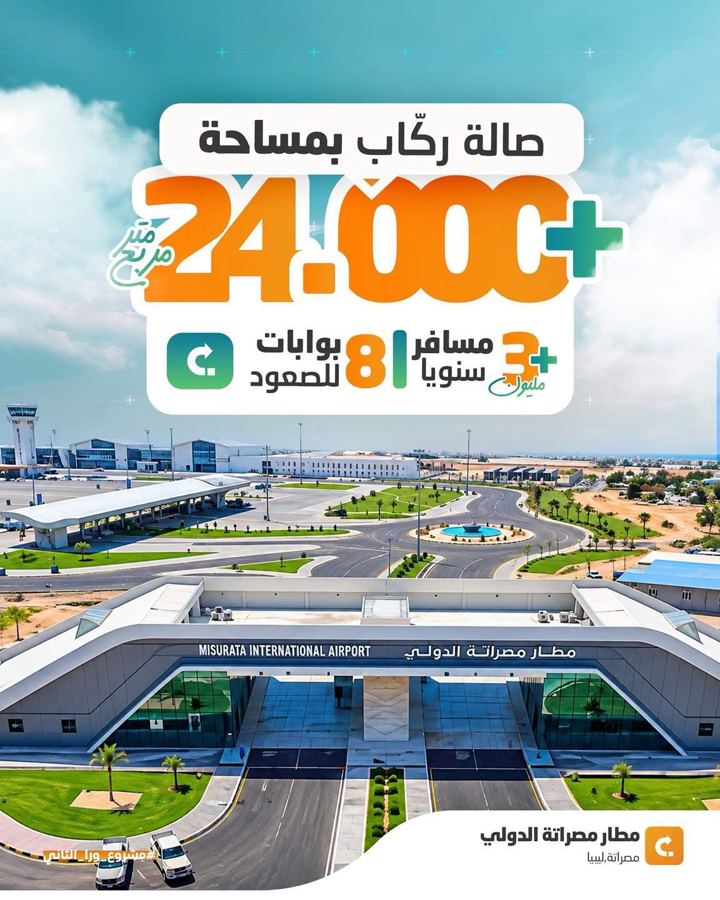 صالة ركّاب بمساحة
24.000+
متر مربع
+3 مليون مسافر سنويا
8 بوابات للصعود
MISURATA INTERNATIONAL AIRPORT مطار مصراتة الدولي
مطار مصراتة الدولي
مصراتة,ليبيا
#مشروع_ورا_الثاني